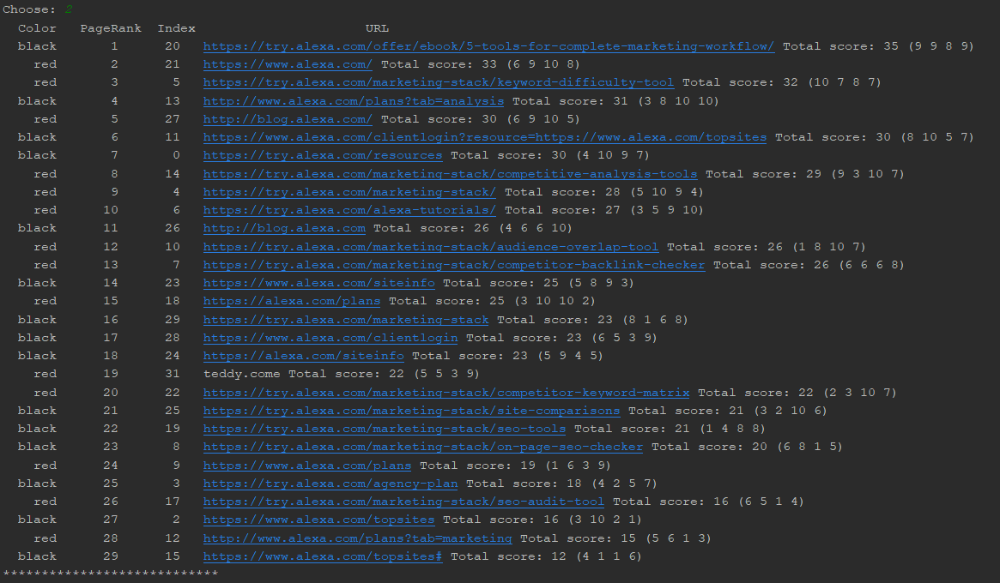 Choose: 2
Color PageRank Index URL
black 1 20 https://try.alexa.com/offer/ebook/5-tools-for-complete-marketing-workflow/ Total score: 35 (9 9 8 9)
red 2 21 https://www.alexa.com/ Total score: 33 (6 9 10 8)
red 3 5 https://try.alexa.com/marketing-stack/keyword-difficulty-tool Total score: 32 (10 7 8 7)
black 4 13 http://www.alexa.com/plans?tab=analysis Total score: 31 (3 8 10 10)
red 5 27 http://blog.alexa.com/ Total score: 30 (6 9 10 5)
black 6 11 https://www.alexa.com/clientlogin?resource=https://www.alexa.com/topsites Total score: 30 (8 10 5 7)
black 7 0 https://try.alexa.com/resources Total score: 30 (4 10 9 7)
red 8 14 https://try.alexa.com/marketing-stack/competitive-analysis-tools Total score: 29 (9 3 10 7)
red 9 4 https://try.alexa.com/marketing-stack/ Total score: 28 (5 10 9 4)
red 10 6 https://try.alexa.com/alexa-tutorials/ Total score: 27 (3 5 9 10)
black 11 26 http://blog.alexa.com Total score: 26 (4 6 6 10)
red 12 10 https://try.alexa.com/marketing-stack/audience-overlap-tool Total score: 26 (1 8 10 7)
red 13 7 https://try.alexa.com/marketing-stack/competitor-backlink-checker Total score: 26 (6 6 6 8)
black 14 23 https://www.alexa.com/siteinfo Total score: 25 (5 8 9 3)
red 15 18 https://alexa.com/plans Total score: 25 (3 10 10 2)
black 16 29 https://try.alexa.com/marketing-stack Total score: 23 (8 1 6 8)
black 17 28 https://www.alexa.com/clientlogin Total score: 23 (6 5 3 9)
black 18 24 https://alexa.com/siteinfo Total score: 23 (5 9 4 5)
red 19 31 teddy.come Total score: 22 (5 5 3 9)
red 20 22 https://try.alexa.com/marketing-stack/competitor-keyword-matrix Total score: 22 (2 3 10 7)
black 21 25 https://try.alexa.com/marketing-stack/site-comparisons Total score: 21 (3 2 10 6)
black 22 19 https://try.alexa.com/marketing-stack/seo-tools Total score: 21 (1 4 8 8)
black 23 8 https://try.alexa.com/marketing-stack/on-page-seo-checker Total score: 20 (6 8 1 5)
red 24 9 https://www.alexa.com/plans Total score: 19 (1 6 3 9)
black 25 3 https://try.alexa.com/agency-plan Total score: 18 (4 2 5 7)
red 26 17 https://try.alexa.com/marketing-stack/seo-audit-tool Total score: 16 (6 5 1 4)
black 27 2 https://www.alexa.com/topsites Total score: 16 (3 10 2 1)
red 28 12 http://www.alexa.com/plans?tab=marketing Total score: 15 (5 6 1 3)
black 29 15 https://www.alexa.com/topsites# Total score: 12 (4 1 1 6)
****************************